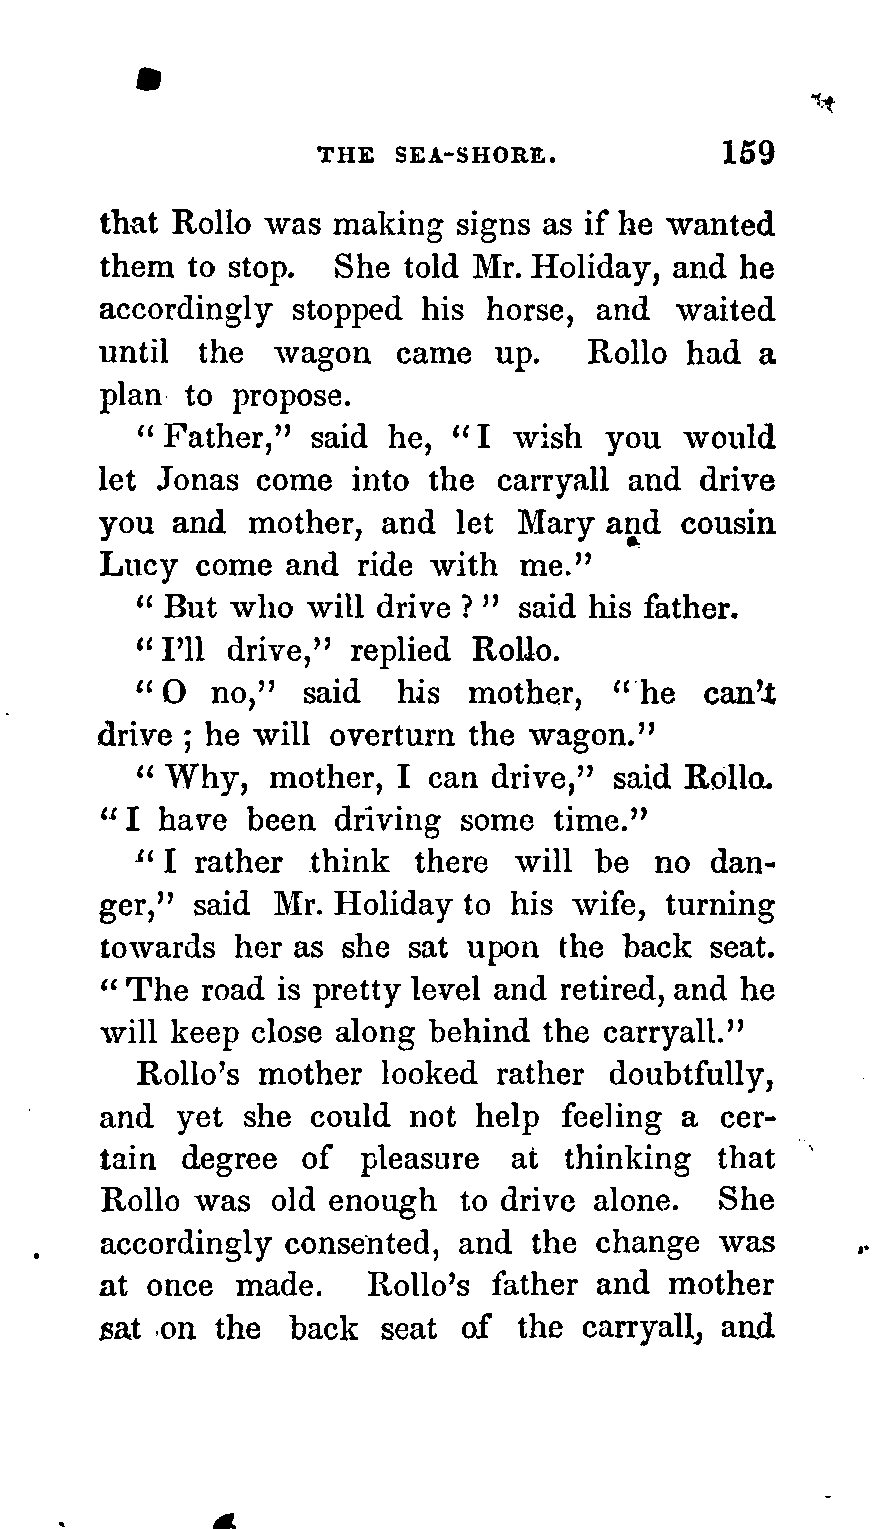 THE SEA-SHORE. 159
that Rollo was making signs as if he wanted
them to stop. She told Mr. Holiday, and he
accordingly stopped his horse, and waited
until the wagon came up. Rollo had a
plan to propose.
“Father,” said he, “I wish you would
let Jonas come into the carryall and drive
you and mother, and let Mary and cousin
Lucy come and ride with me.”
“But who will drive?” said his father.
“I’ll drive,” replied Rollo.
“O no,” said his mother, “he can’t
drive; he will overturn the wagon.”
“Why, mother, I can drive,” said Rollo.
“I have been driving some time.”
“I rather think there will be no dan-
ger,” said Mr. Holiday to his wife, turning
towards her as she sat upon the back seat.
“The road is pretty level and retired, and he
will keep close along behind the carryall.”
Rollo’s mother looked rather doubtfully,
and yet she could not help feeling a cer-
tain degree of pleasure at thinking that
Rollo was old enough to drive alone. She
accordingly consented, and the change was
at once made. Rollo’s father and mother
sat on the back seat of the carryall, and